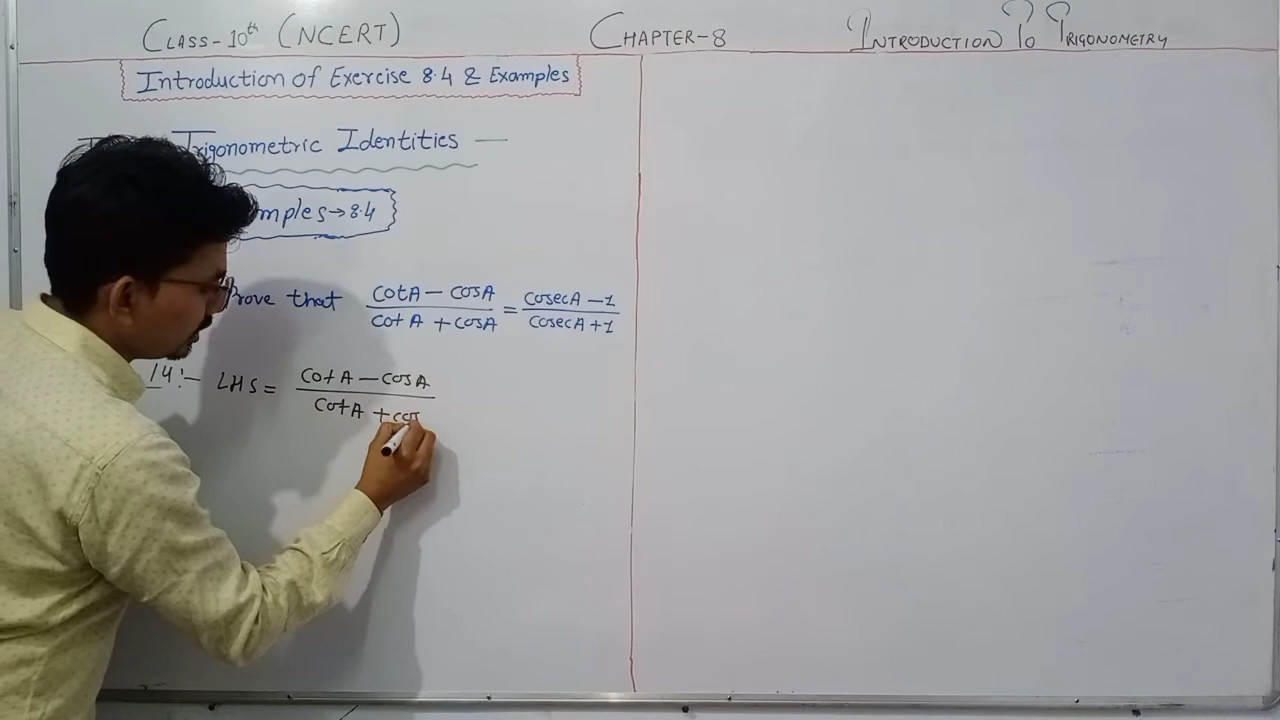 CLASS-10th (NCERT) CHAPTER-8 INTRODUCTION TO TRIGONOMETRY
Introduction of Exercise 8.4 & Examples
Trigonometric Identities —
mples→8.4
Prove that cotA − cosA / cotA + cosA = cosecA −1 / cosecA +1
14:- LHS = cotA − cosA / cotA + cos